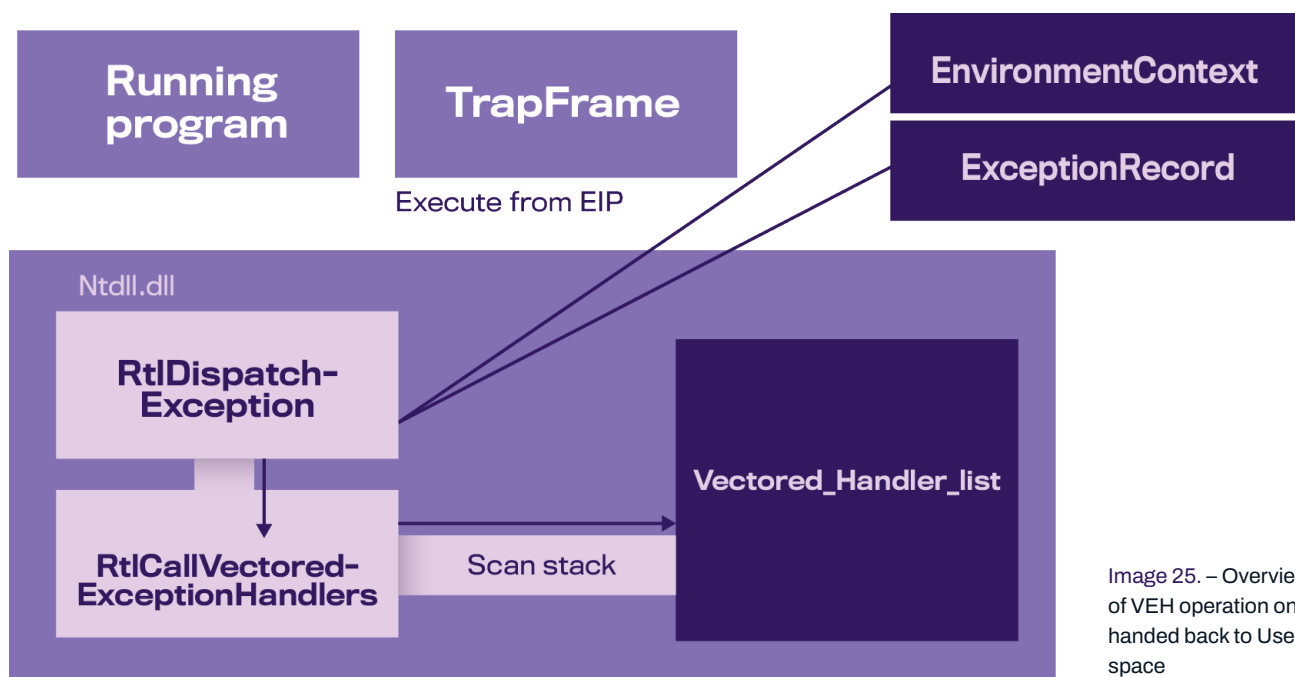 Running
program
TrapFrame
EnvironmentContext
ExceptionRecord
Execute from EIP
Ntdll.dll
RtlDispatch-
Exception
Vectored_Handler_list
RtlCallVectored-
ExceptionHandlers
Scan stack
Image 25. – Overvie
of VEH operation on
handed back to Use
space